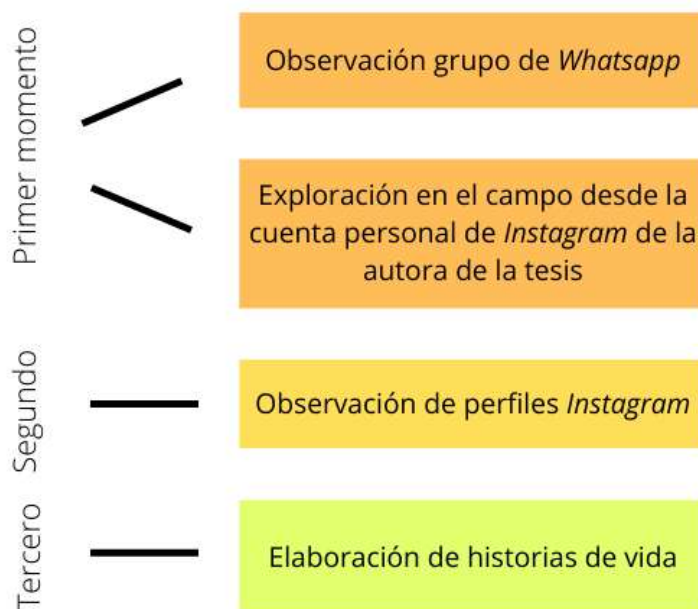 Primer momento
Observación grupo de Whatsapp
Exploración en el campo desde la
cuenta personal de Instagram de la
autora de la tesis
Segundo
Observación de perfiles Instagram
Tercero
Elaboración de historias de vida